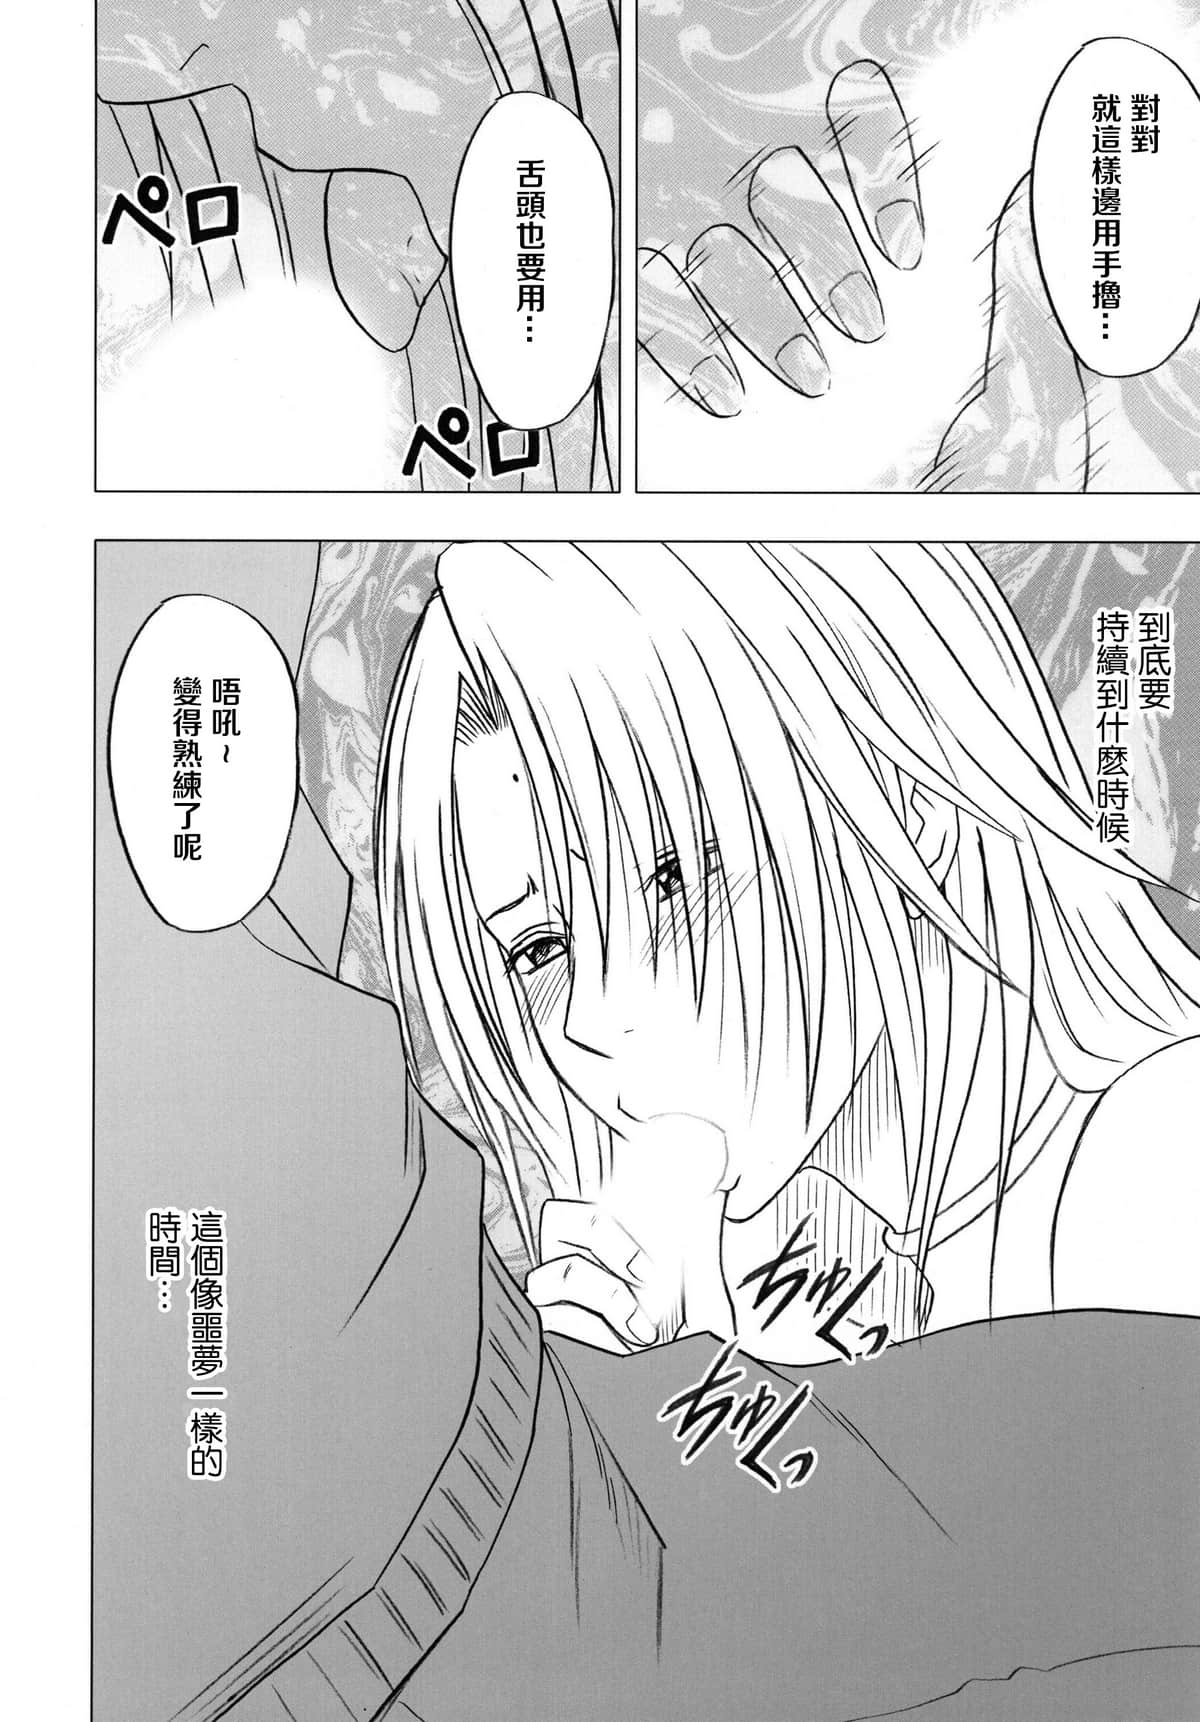 對對
就這樣邊用手擼…
舌頭也要用…
ペロ
ペロ
到底要
持續到什麼時候
唔吼~
變得熟練了呢
ちゅくっ
ちゅくっ
這個像噩夢一樣的
時間…